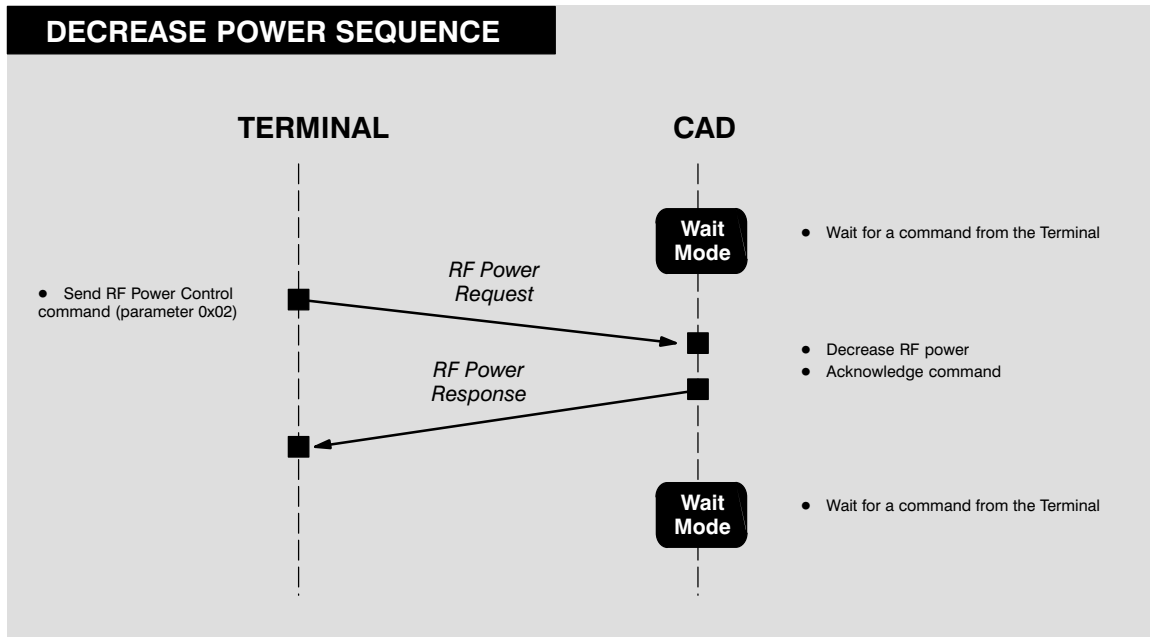 DECREASE POWER SEQUENCE
TERMINAL
CAD
Wait
Mode
● Wait for a command from the Terminal
RF Power
Request
● Send RF Power Control
command (parameter 0x02)
● Decrease RF power
● Acknowledge command
RF Power
Response
Wait
Mode
● Wait for a command from the Terminal